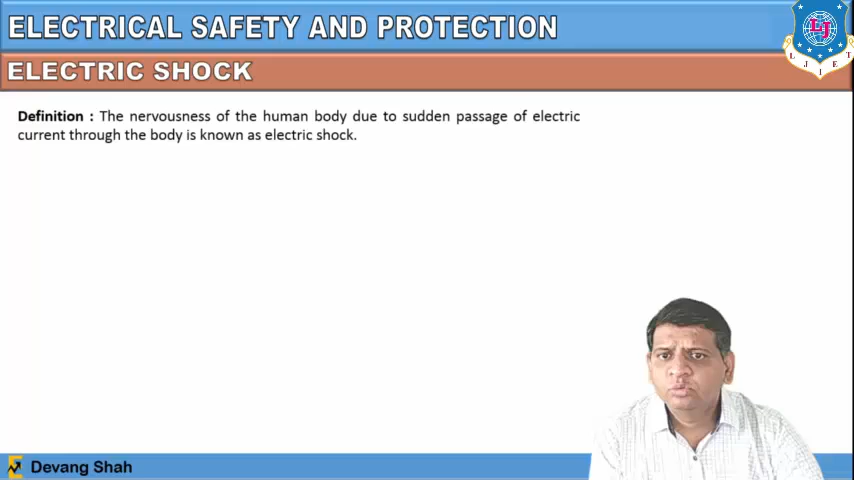 ELECTRICAL SAFETY AND PROTECTION
ELECTRIC SHOCK
LJ
L J I E T
Definition : The nervousness of the human body due to sudden passage of electric
current through the body is known as electric shock.
Devang Shah